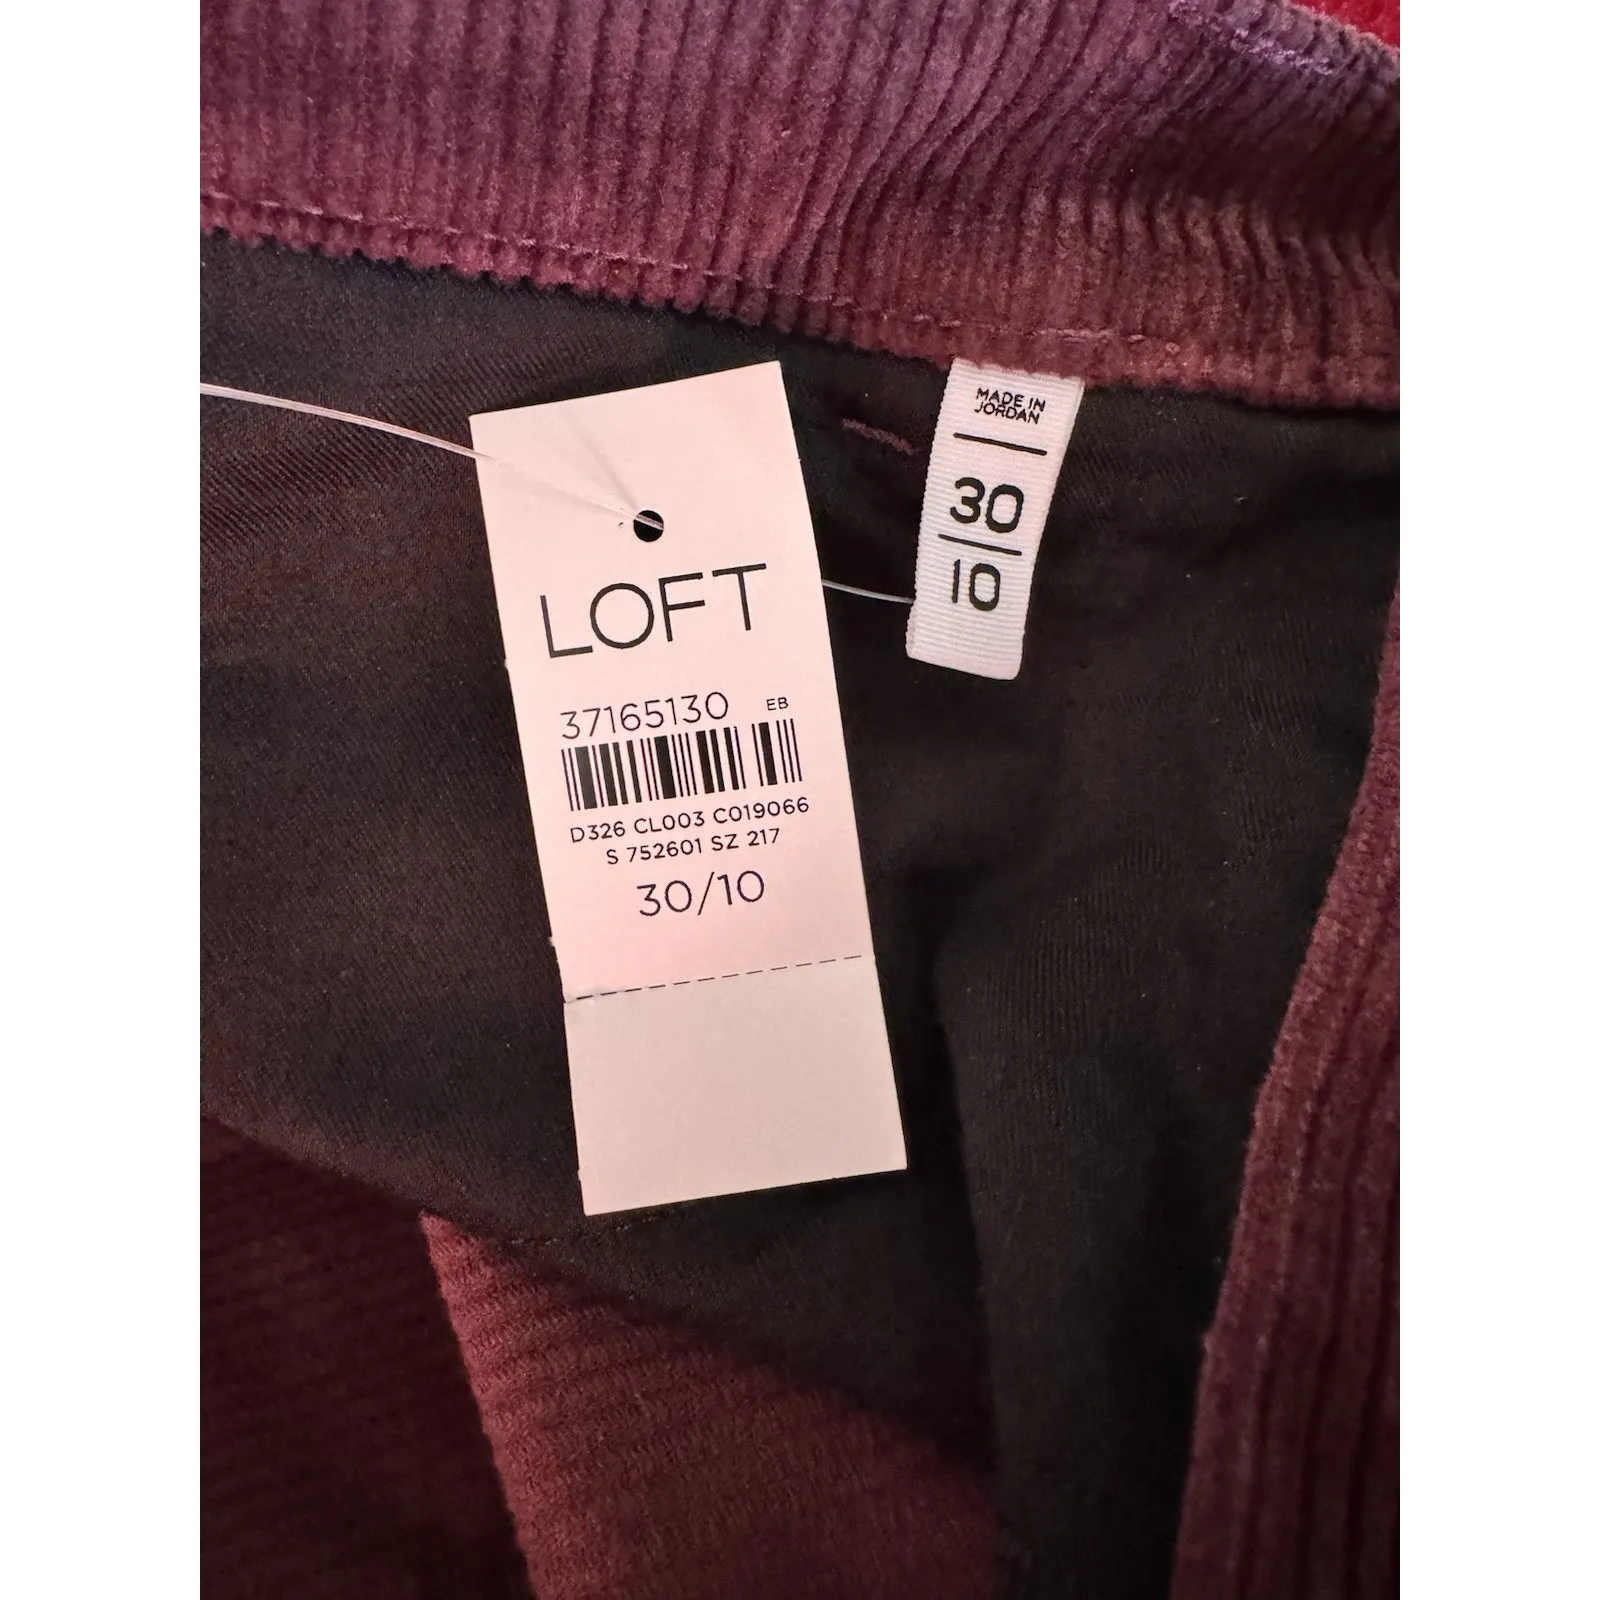 LOFT
37165130 EB
D326 CL003 C019066
S 752601 SZ 217
30/10
MADE IN
JORDAN
30
10